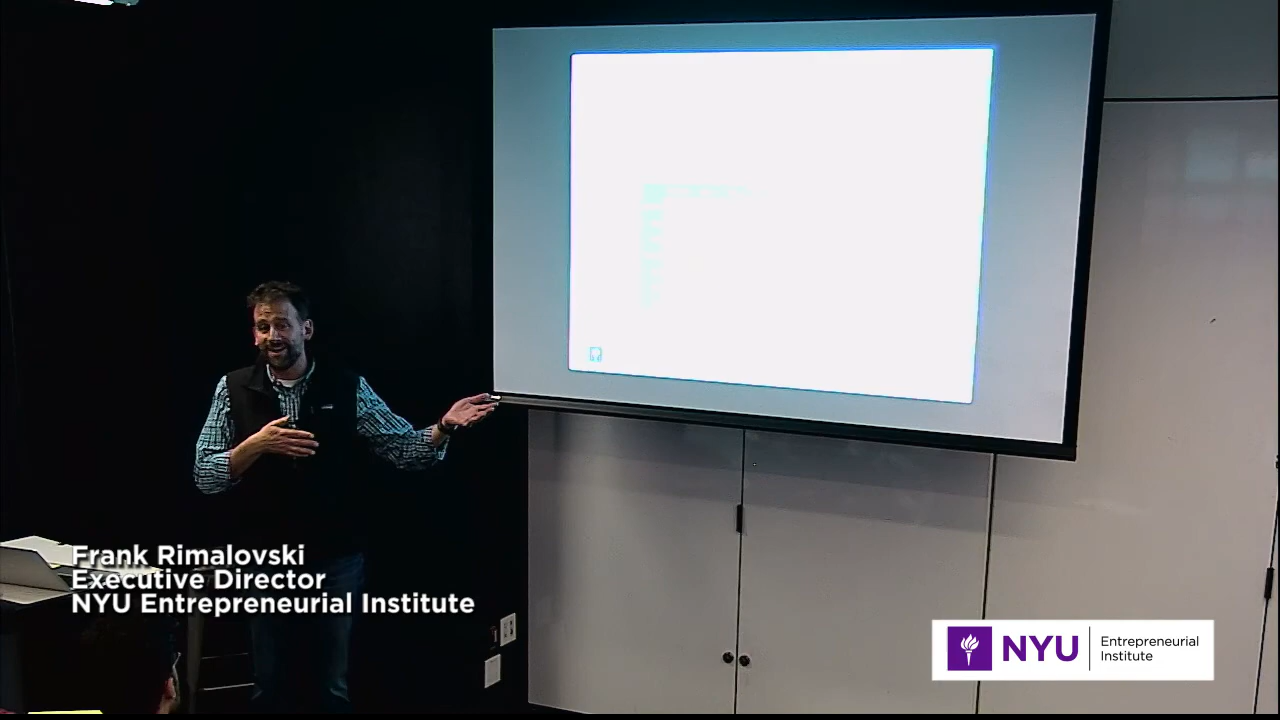 Frank Rimalovski
Executive Director
NYU Entrepreneurial Institute
NYU
Entrepreneurial
Institute